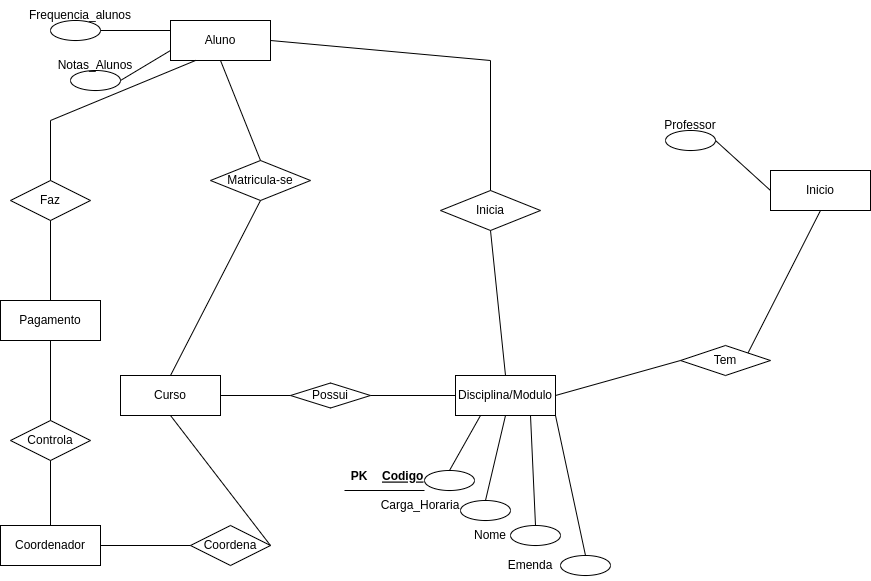 Frequencia_alunos
Aluno
Notas_Alunos
Professor
Matricula-se
Inicio
Faz
Inicia
Pagamento
Tem
Curso
Possui
Disciplina/Modulo
Controla
PK Codigo
Carga_Horaria
Nome
Coordenador
Coordena
Emenda